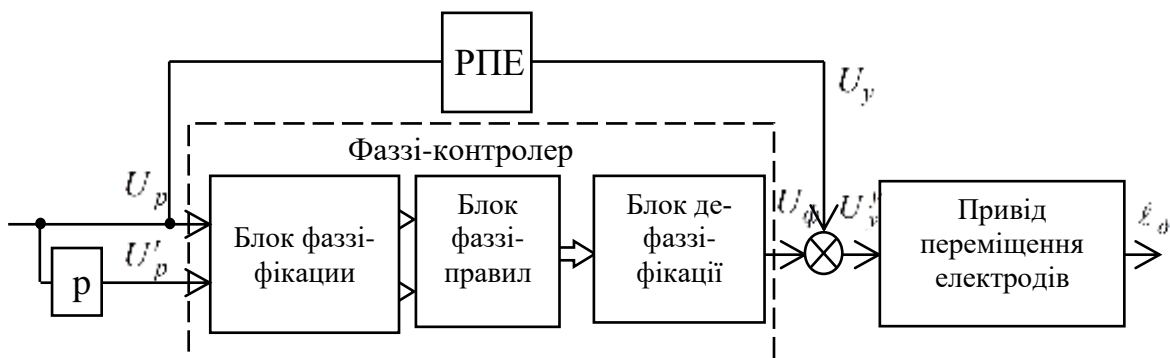 РПЕ
U_y
Фаззі-контролер
U_p
Блок фаззі-
фікации
Блок
фаззі-
правил
Блок де-
фаззі-
фікації
U_ф
Привід
переміщення
електродів
U'_p
р